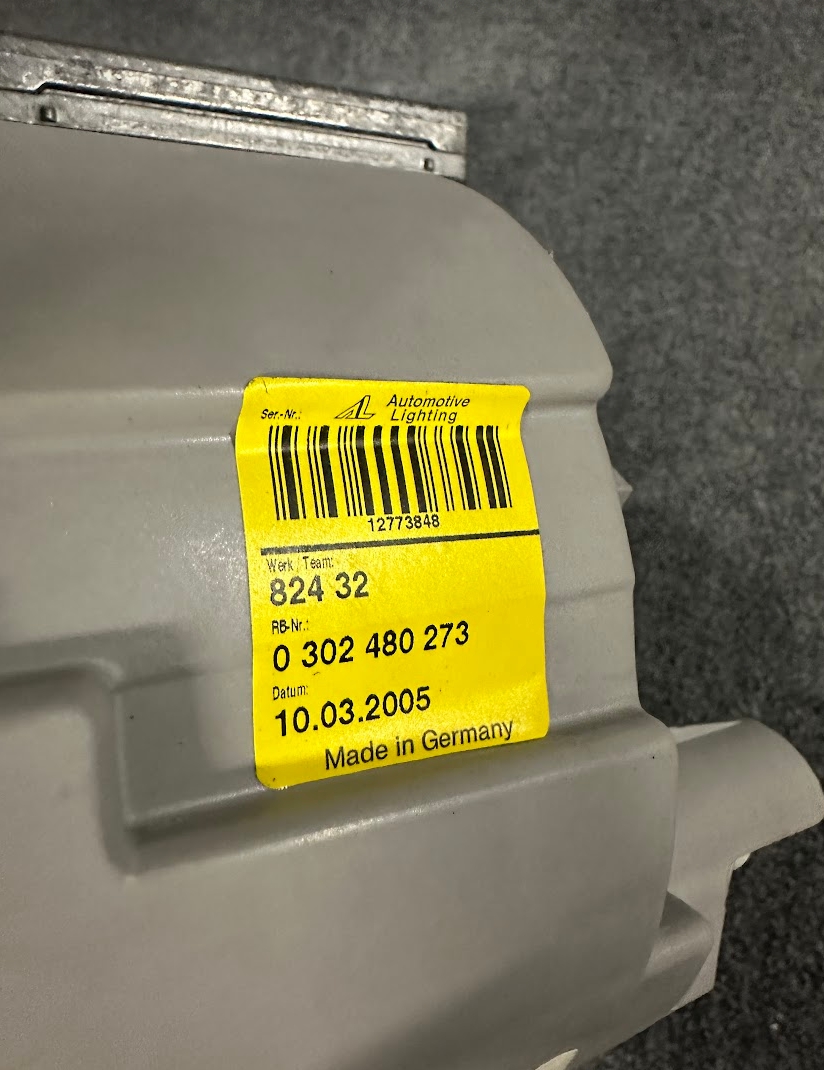 Ser.-Nr.: AL Automotive
Lighting
12773848
Werk / Team:
824 32
RB-Nr.:
0 302 480 273
Datum:
10.03.2005
Made in Germany